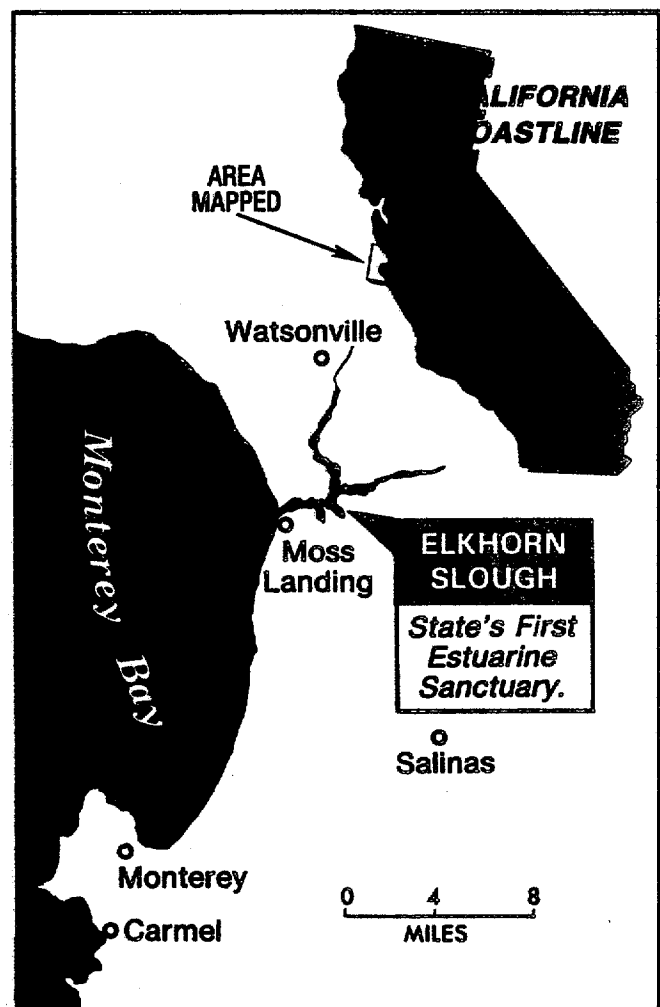 ALIFORNIA
OASTLINE
AREA
MAPPED
Watsonville
Monterey Bay
Moss
Landing
ELKHORN
SLOUGH
State's First
Estuarine
Sanctuary.
Salinas
Monterey
Carmel
0 4 8
MILES